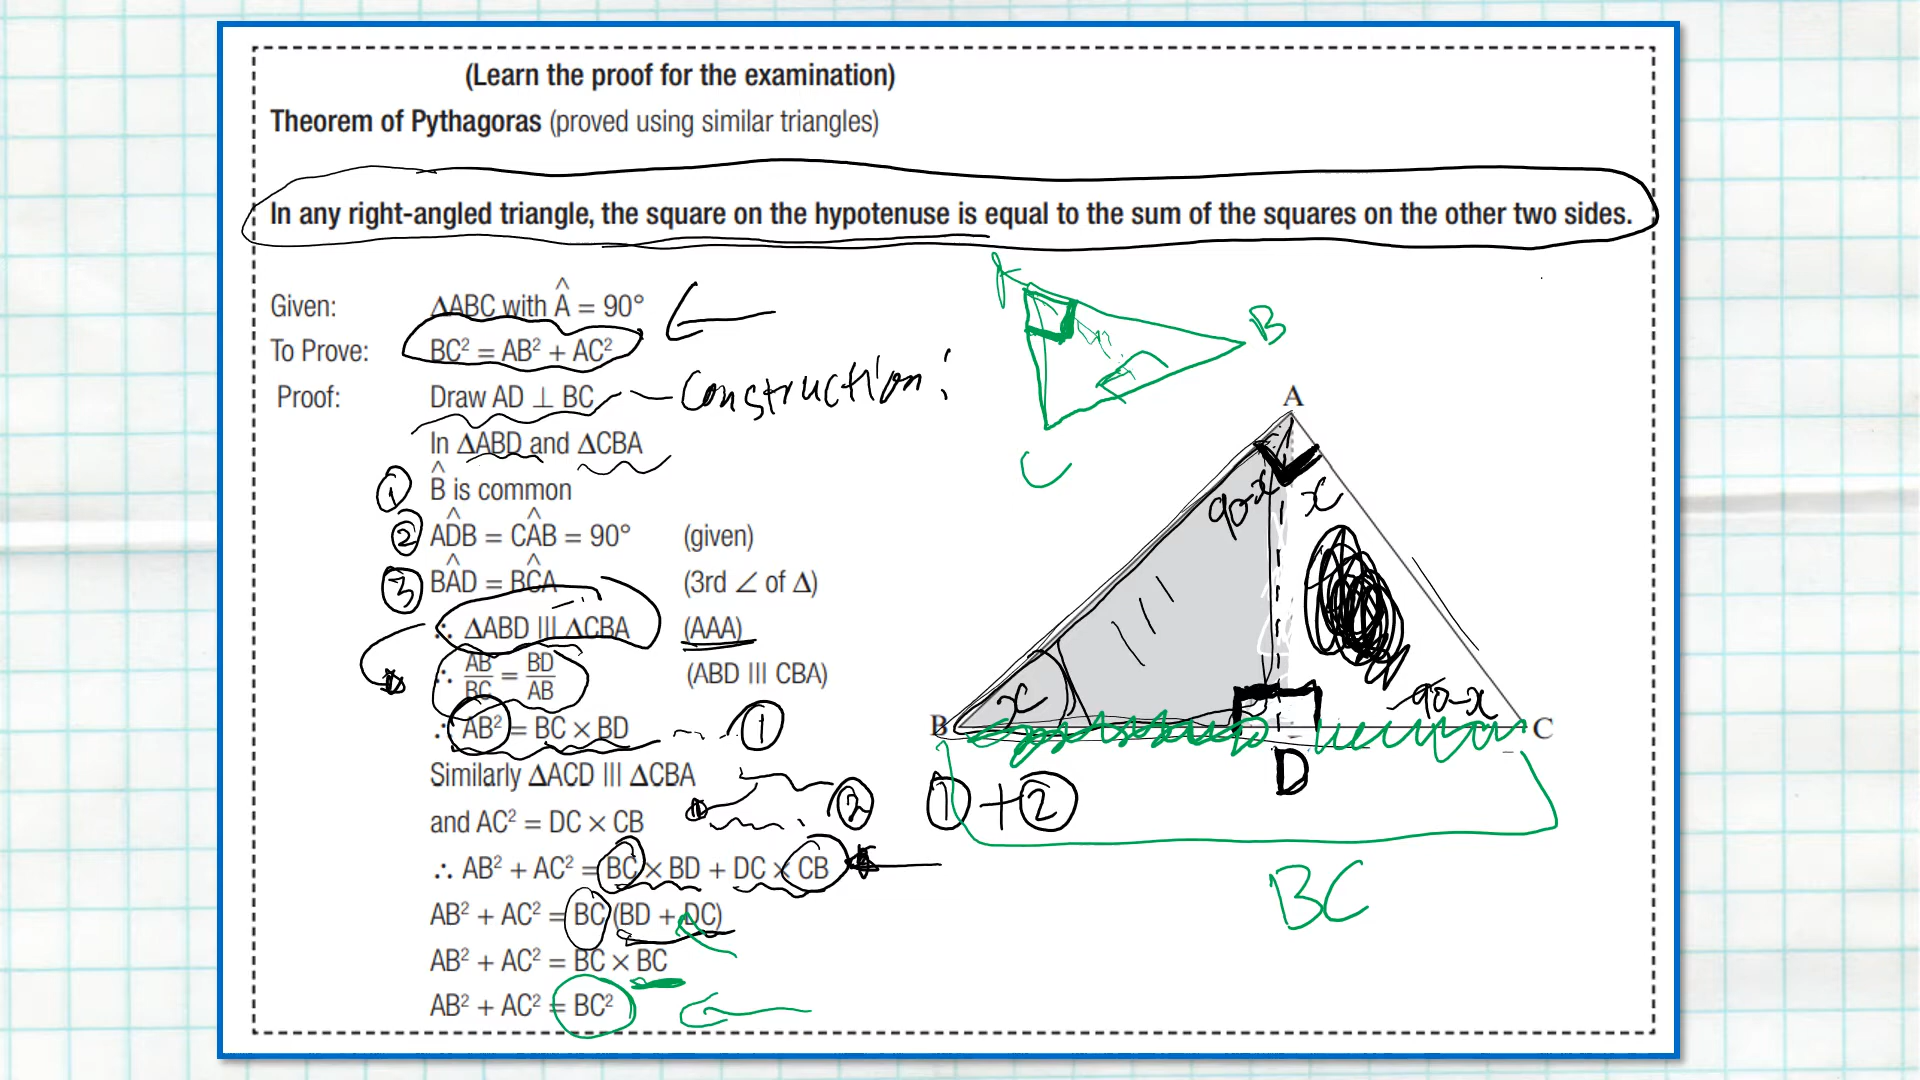 (Learn the proof for the examination)
Theorem of Pythagoras (proved using similar triangles)
In any right-angled triangle, the square on the hypotenuse is equal to the sum of the squares on the other two sides.
Given: ΔABC with Â = 90°
To Prove: BC² = AB² + AC²
Proof: Draw AD ⊥ BC — Construction:
In ΔABD and ΔCBA
① B̂ is common
② AD̂B = CÂB = 90° (given)
③ BÂD = BĈA (3rd ∠ of Δ)
∴ ΔABD ||| ΔCBA (AAA)
∴ AB/BC = BD/AB (ABD ||| CBA)
∴ AB² = BC × BD ①
Similarly ΔACD ||| ΔCBA
and AC² = DC × CB ②
∴ AB² + AC² = BC × BD + DC × CB
AB² + AC² = BC (BD + DC)
AB² + AC² = BC × BC
AB² + AC² = BC²
A
B
C
A
90-x x
x 90-x
B C
D
① + ②
BC